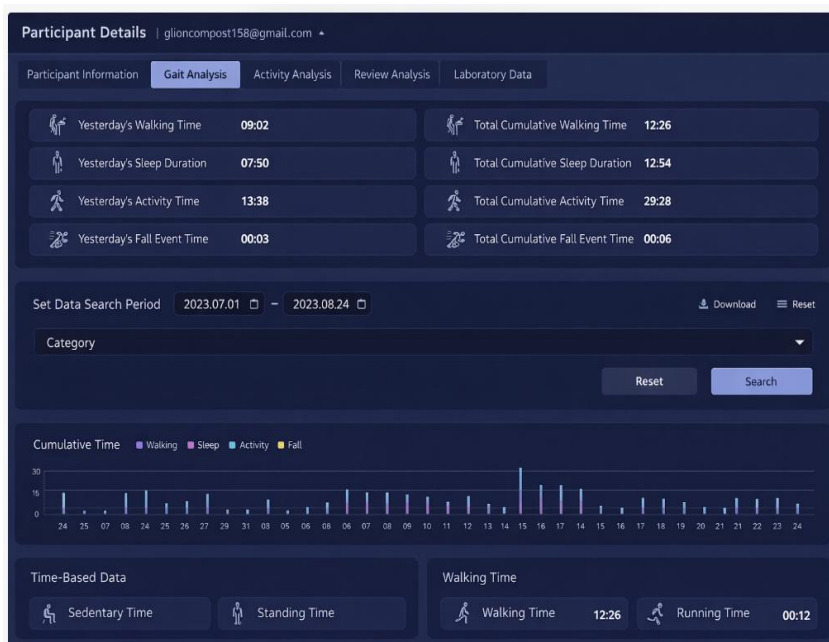 Participant Details | glioncompost158@gmail.com
Participant Information Gait Analysis Activity Analysis Review Analysis Laboratory Data
Yesterday's Walking Time 09:02 Total Cumulative Walking Time 12:26
Yesterday's Sleep Duration 07:50 Total Cumulative Sleep Duration 12:54
Yesterday's Activity Time 13:38 Total Cumulative Activity Time 29:28
Yesterday's Fall Event Time 00:03 Total Cumulative Fall Event Time 00:06
Set Data Search Period 2023.07.01 – 2023.08.24 Download Reset
Category
Reset Search
Cumulative Time Walking Sleep Activity Fall
30
15
0
24 25 07 08 24 25 26 27 29 31 03 05 06 08 06 07 08 09 10 11 12 13 14 15 16 17 14 15 16 17 18 19 20 21 21 22 23 24
Time-Based Data Walking Time
Sedentary Time Standing Time Walking Time 12:26 Running Time 00:12